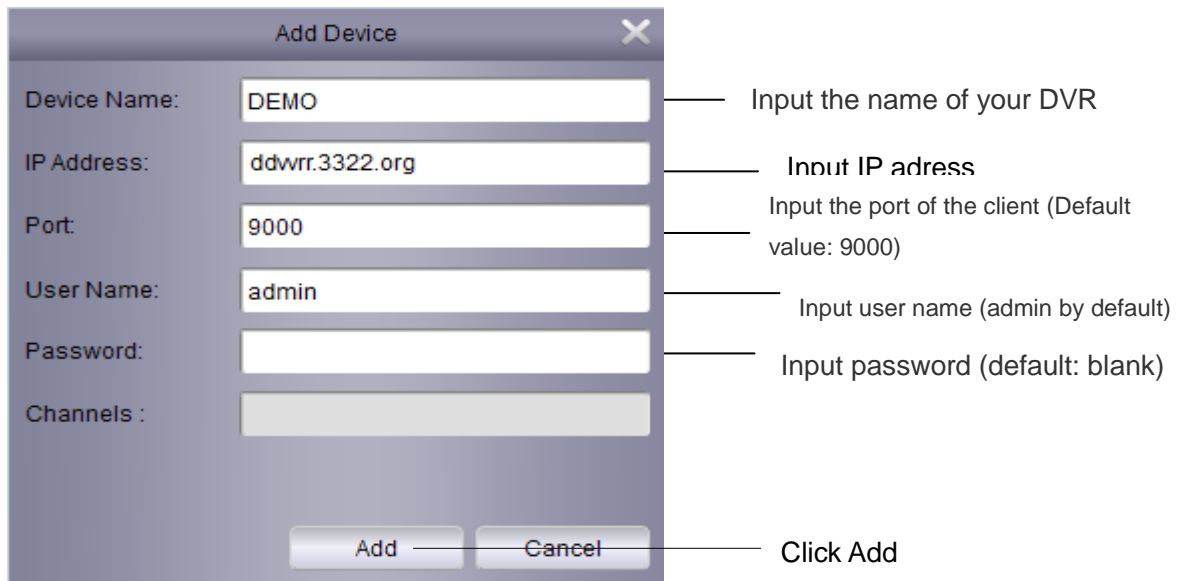 Add Device
Device Name: DEMO Input the name of your DVR
IP Address: ddvvrr.3322.org Input IP adress
Port: 9000 Input the port of the client (Default
value: 9000)
User Name: admin Input user name (admin by default)
Password: Input password (default: blank)
Channels :
Add Cancel Click Add